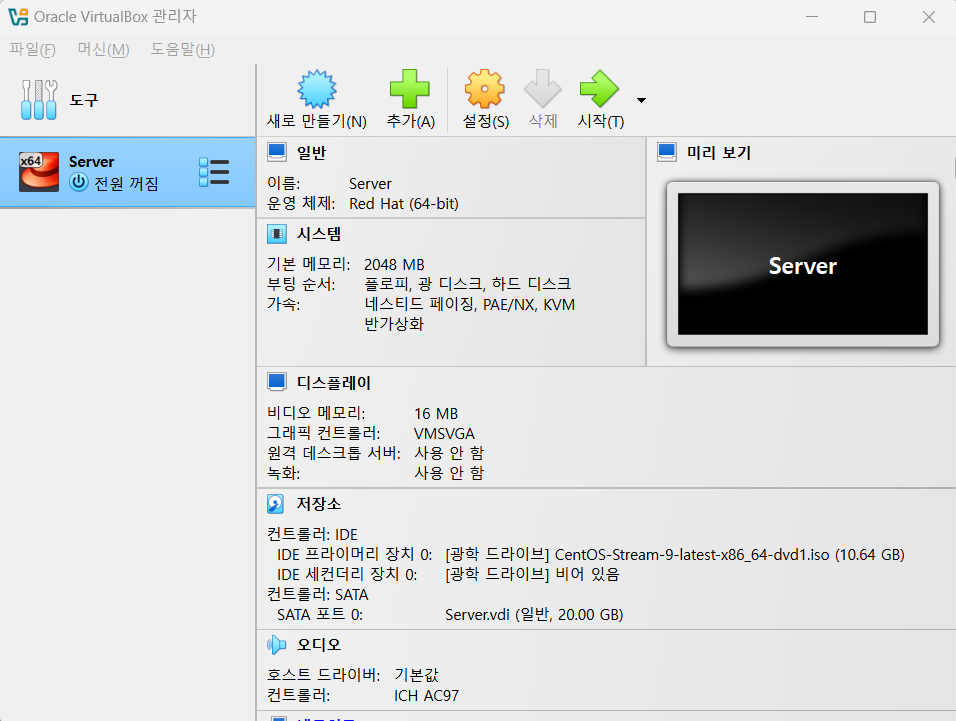 Oracle VirtualBox 관리자
파일(F) 머신(M) 도움말(H)
도구
새로 만들기(N) 추가(A) 설정(S) 삭제 시작(T)
x64
Server
전원 꺼짐
일반
이름: Server
운영 체제: Red Hat (64-bit)
미리 보기
Server
시스템
기본 메모리: 2048 MB
부팅 순서: 플로피, 광 디스크, 하드 디스크
가속: 네스티드 페이징, PAE/NX, KVM
반가상화
디스플레이
비디오 메모리: 16 MB
그래픽 컨트롤러: VMSVGA
원격 데스크톱 서버: 사용 안 함
녹화: 사용 안 함
저장소
컨트롤러: IDE
IDE 프라이머리 장치 0: [광학 드라이브] CentOS-Stream-9-latest-x86_64-dvd1.iso (10.64 GB)
IDE 세컨더리 장치 0: [광학 드라이브] 비어 있음
컨트롤러: SATA
SATA 포트 0: Server.vdi (일반, 20.00 GB)
오디오
호스트 드라이버: 기본값
컨트롤러: ICH AC97